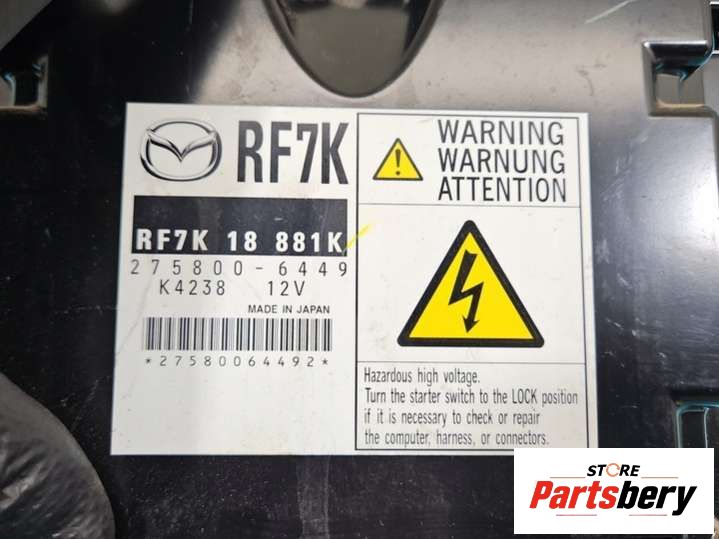 RF7K
RF7K 18 881K
275800-6449
K4238 12V
MADE IN JAPAN
*27580064492*
WARNING
WARNUNG
ATTENTION
Hazardous high voltage.
Turn the starter switch to the LOCK position
if it is necessary to check or repair
the computer, harness, or connectors.
STORE
Partsbery